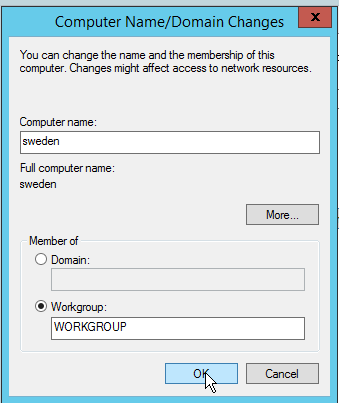 Computer Name/Domain Changes
x
You can change the name and the membership of this
computer. Changes might affect access to network resources.
Computer name:
sweden
Full computer name:
sweden
More...
Member of
Domain:
Workgroup:
WORKGROUP
OK
Cancel